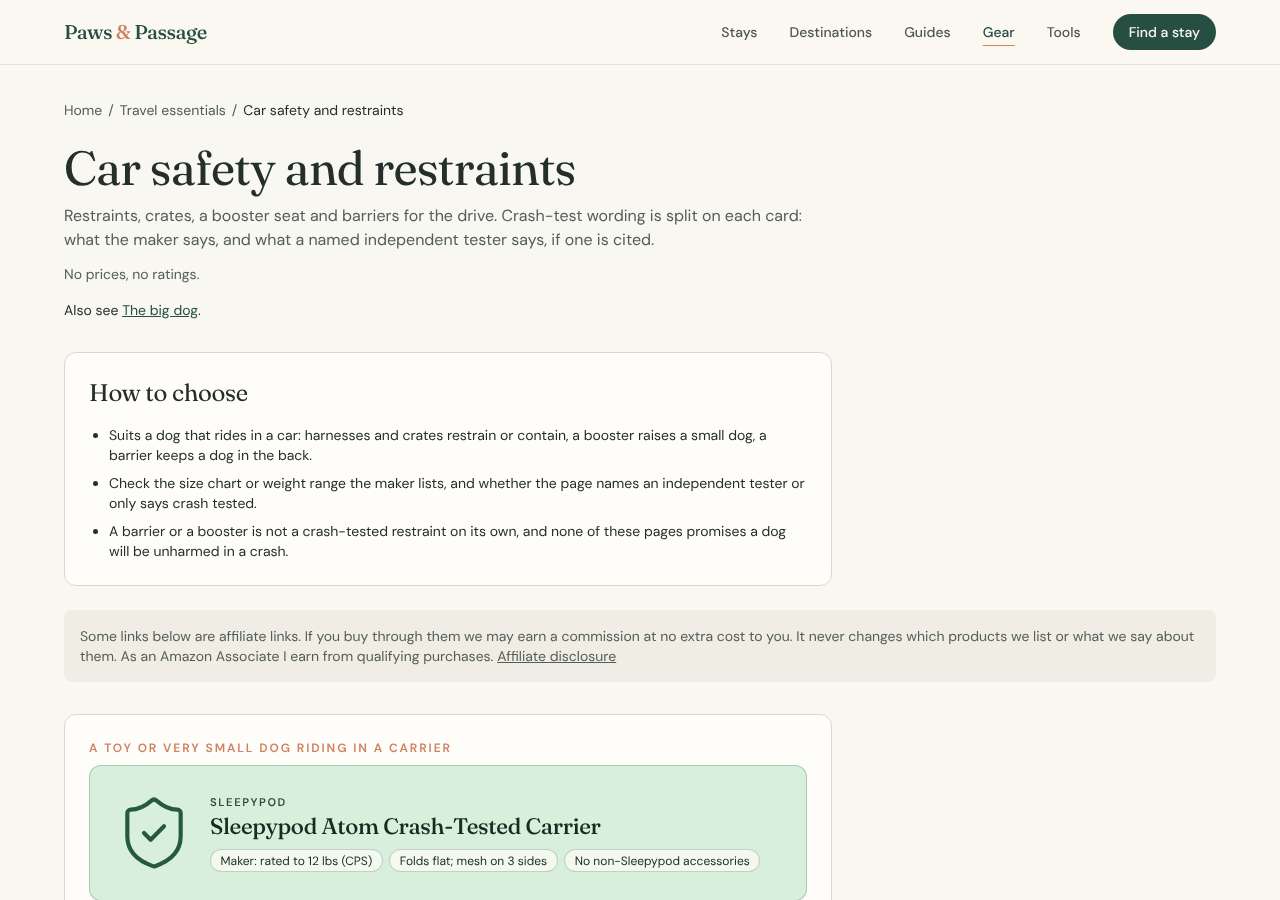 Paws & Passage
Stays
Destinations
Guides
Gear
Tools
Find a stay
Home / Travel essentials / Car safety and restraints
Car safety and restraints
Restraints, crates, a booster seat and barriers for the drive. Crash-test wording is split on each card:
what the maker says, and what a named independent tester says, if one is cited.
No prices, no ratings.
Also see The big dog.
How to choose
• Suits a dog that rides in a car: harnesses and crates restrain or contain, a booster raises a small dog, a
barrier keeps a dog in the back.
• Check the size chart or weight range the maker lists, and whether the page names an independent tester or
only says crash tested.
• A barrier or a booster is not a crash-tested restraint on its own, and none of these pages promises a dog
will be unharmed in a crash.
Some links below are affiliate links. If you buy through them we may earn a commission at no extra cost to you. It never changes which products we list or what we say about
them. As an Amazon Associate I earn from qualifying purchases. Affiliate disclosure
A TOY OR VERY SMALL DOG RIDING IN A CARRIER
SLEEPYPOD
Sleepypod Atom Crash-Tested Carrier
Maker: rated to 12 lbs (CPS)
Folds flat; mesh on 3 sides
No non-Sleepypod accessories